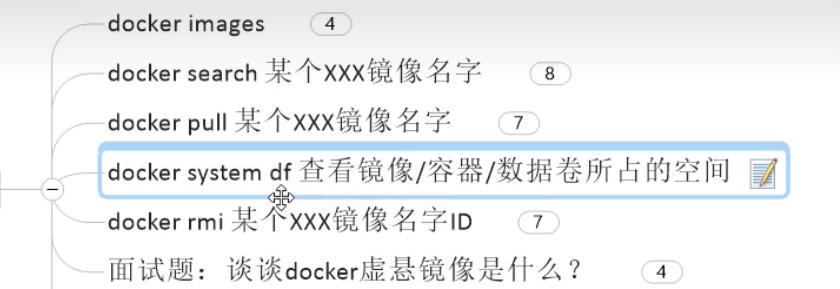 docker images 4
docker search 某个XXX镜像名字 8
docker pull 某个XXX镜像名字 7
docker system df 查看镜像/容器/数据卷所占的空间
docker rmi 某个XXX镜像名字ID 7
面试题：谈谈docker虚悬镜像是什么？ 4